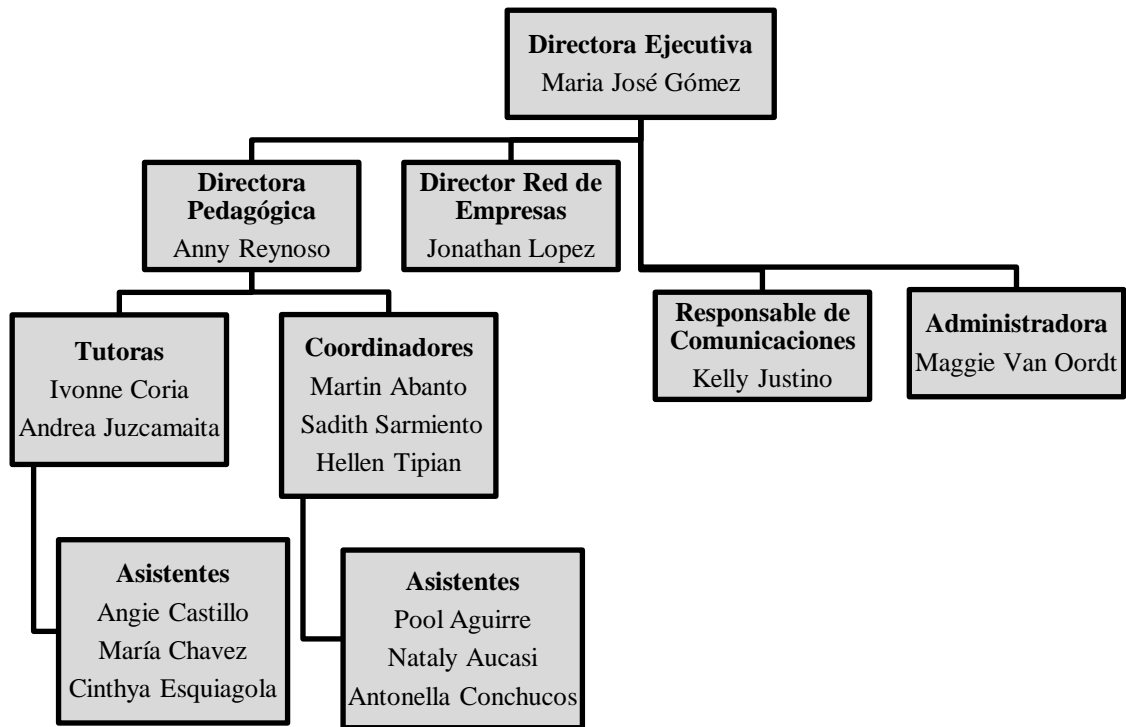 Directora Ejecutiva
Maria José Gómez
Directora
Pedagógica
Anny Reynoso
Director Red de
Empresas
Jonathan Lopez
Responsable de
Comunicaciones
Kelly Justino
Administradora
Maggie Van Oordt
Tutoras
Ivonne Coria
Andrea Juzcamaita
Coordinadores
Martin Abanto
Sadith Sarmiento
Hellen Tipian
Asistentes
Angie Castillo
María Chavez
Cinthya Esquiagola
Asistentes
Pool Aguirre
Nataly Aucasi
Antonella Conchucos